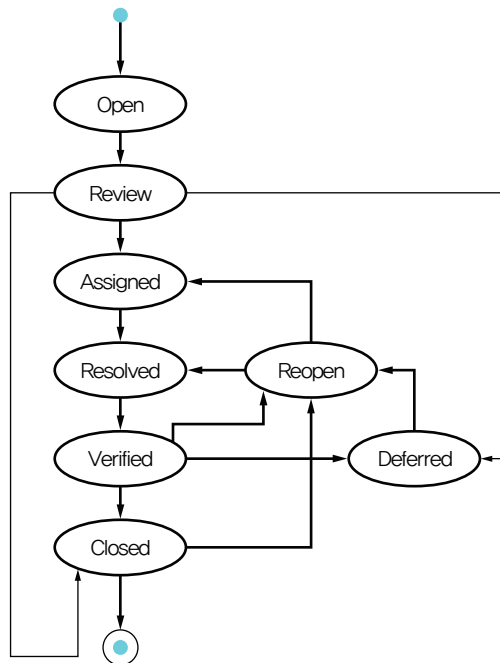 Open
Review
Assigned
Resolved
Reopen
Verified
Deferred
Closed